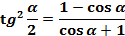 tg² α/2 = (1 − cos α)/(cos α + 1)